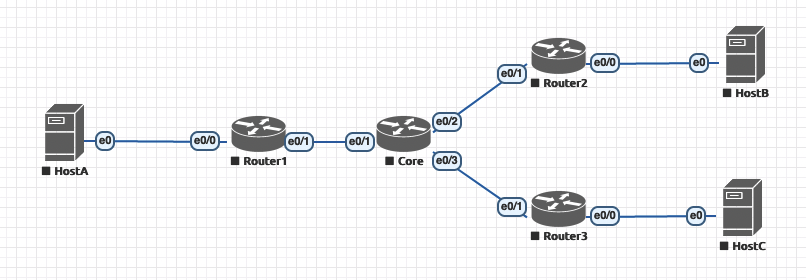 e0/1
e0/0
e0
Router2
HostB
e0/2
e0
e0/0
e0/1
e0/1
HostA
Router1
Core
e0/3
e0/1
e0/0
e0
Router3
HostC